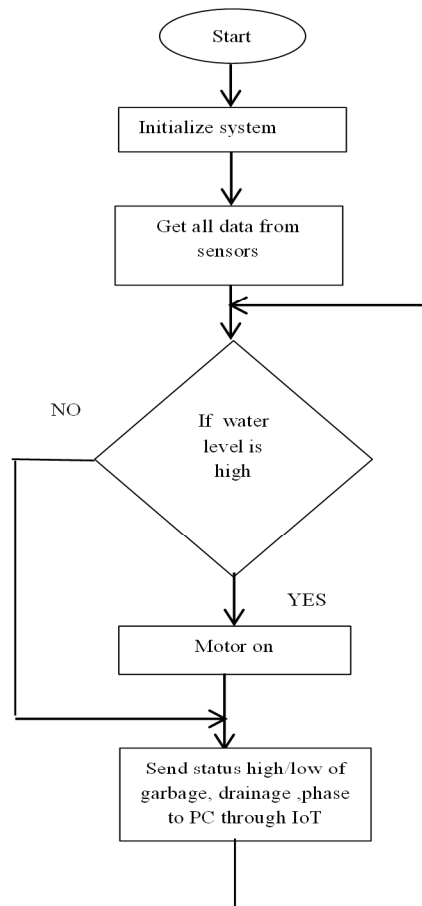 Start
Initialize system
Get all data from
sensors
NO
If water
level is
high
YES
Motor on
Send status high/low of
garbage, drainage ,phase
to PC through IoT